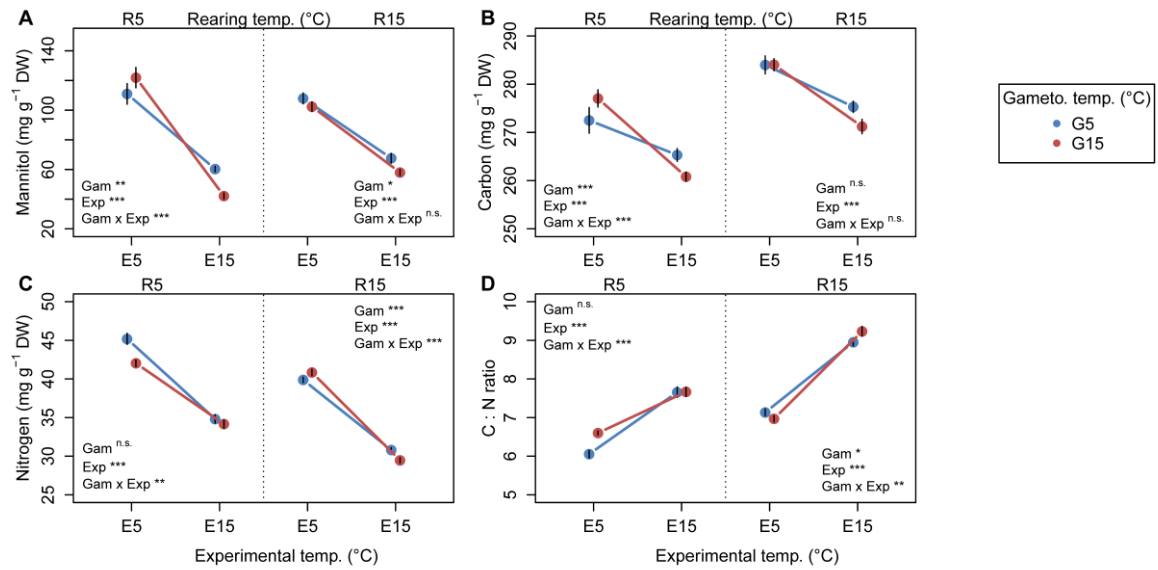 A
R5 Rearing temp. (°C) R15
Mannitol (mg g⁻¹ DW)
140
100
60
20
Gam **
Exp ***
Gam x Exp ***
Gam *
Exp ***
Gam x Exp n.s.
E5 E15 E5 E15
B
R5 Rearing temp. (°C) R15
Carbon (mg g⁻¹ DW)
290
280
270
260
250
Gam ***
Exp ***
Gam x Exp ***
Gam n.s.
Exp ***
Gam x Exp n.s.
E5 E15 E5 E15
Gameto. temp. (°C)
G5
G15
C
R5 R15
Nitrogen (mg g⁻¹ DW)
50
45
40
35
30
25
Gam n.s.
Exp ***
Gam x Exp **
Gam ***
Exp ***
Gam x Exp ***
E5 E15 E5 E15
Experimental temp. (°C)
D
R5 R15
C : N ratio
10
9
8
7
6
5
Gam n.s.
Exp ***
Gam x Exp ***
Gam *
Exp ***
Gam x Exp **
E5 E15 E5 E15
Experimental temp. (°C)